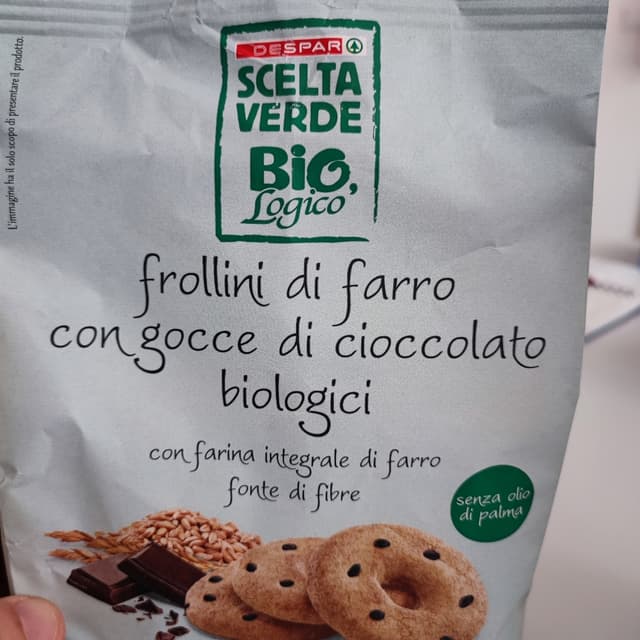 DESPAR
SCELTA
VERDE
BiO,
Logico
frollini di farro
con gocce di cioccolato
biologici
con farina integrale di farro
fonte di fibre
senza olio
di palma
L'immagine ha il solo scopo di presentare il prodotto.